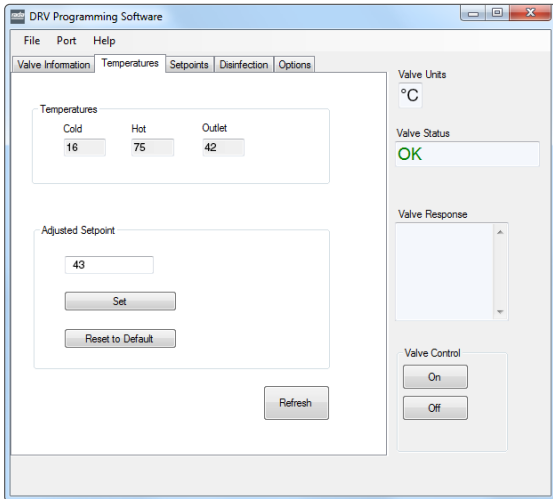 rada DRV Programming Software
File Port Help
Valve Information Temperatures Setpoints Disinfection Options
Temperatures
Cold Hot Outlet
16 75 42
Adjusted Setpoint
43
Set
Reset to Default
Refresh
Valve Units
°C
Valve Status
OK
Valve Response
Valve Control
On
Off